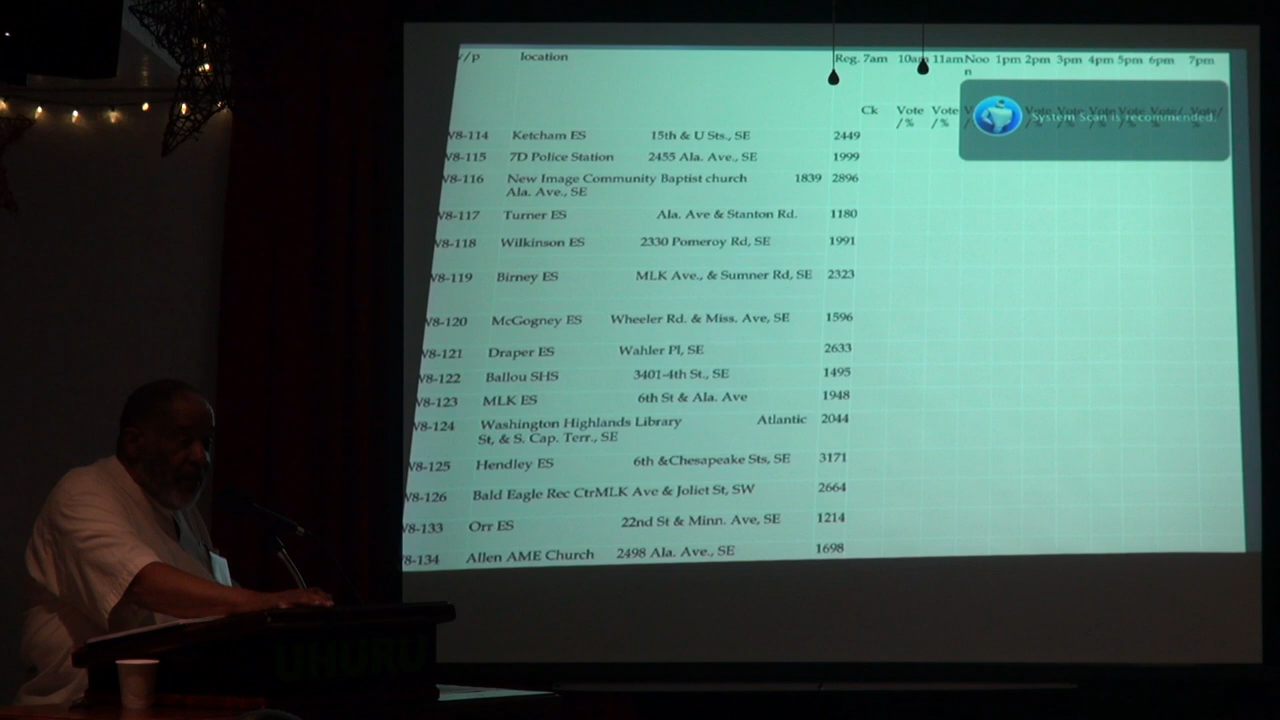 v/p location Reg. 7am 10am 11am Noo 1pm 2pm 3pm 4pm 5pm 6pm 7pm
n
Ck Vote Vote V Vote Vote Vote Vote Vote/ Vote/
/% /% /
System Scan is recommended.
W8-114 Ketcham ES 15th & U Sts., SE 2449
W8-115 7D Police Station 2455 Ala. Ave., SE 1999
W8-116 New Image Community Baptist church 1839 2896
Ala. Ave., SE
W8-117 Turner ES Ala. Ave & Stanton Rd. 1180
W8-118 Wilkinson ES 2330 Pomeroy Rd, SE 1991
W8-119 Birney ES MLK Ave., & Sumner Rd, SE 2323
W8-120 McGogney ES Wheeler Rd. & Miss. Ave, SE 1596
W8-121 Draper ES Wahler Pl, SE 2633
W8-122 Ballou SHS 3401-4th St., SE 1495
W8-123 MLK ES 6th St & Ala. Ave 1948
W8-124 Washington Highlands Library Atlantic 2044
St, & S. Cap. Terr., SE
W8-125 Hendley ES 6th &Chesapeake Sts, SE 3171
W8-126 Bald Eagle Rec CtrMLK Ave & Joliet St, SW 2664
W8-133 Orr ES 22nd St & Minn. Ave, SE 1214
8-134 Allen AME Church 2498 Ala. Ave., SE 1698
UHURU